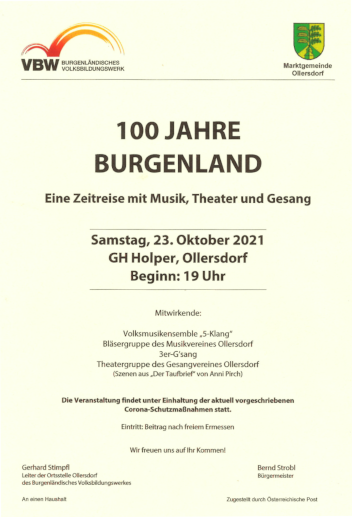 VBW BURGENLÄNDISCHES
VOLKSBILDUNGSWERK
Marktgemeinde
Ollersdorf
100 JAHRE
BURGENLAND
Eine Zeitreise mit Musik, Theater und Gesang
Samstag, 23. Oktober 2021
GH Holper, Ollersdorf
Beginn: 19 Uhr
Mitwirkende:
Volksmusikensemble „5-Klang“
Bläsergruppe des Musikvereines Ollersdorf
3er-G'sang
Theatergruppe des Gesangvereines Ollersdorf
(Szenen aus „Der Taufbrief“ von Anni Pirch)
Die Veranstaltung findet unter Einhaltung der aktuell vorgeschriebenen
Corona-Schutzmaßnahmen statt.
Eintritt: Beitrag nach freiem Ermessen
Wir freuen uns auf Ihr Kommen!
Gerhard Stimpfl
Leiter der Ortsstelle Ollersdorf
des Burgenländischen Volksbildungswerkes
Bernd Strobl
Bürgermeister
An einen Haushalt
Zugestellt durch Österreichische Post